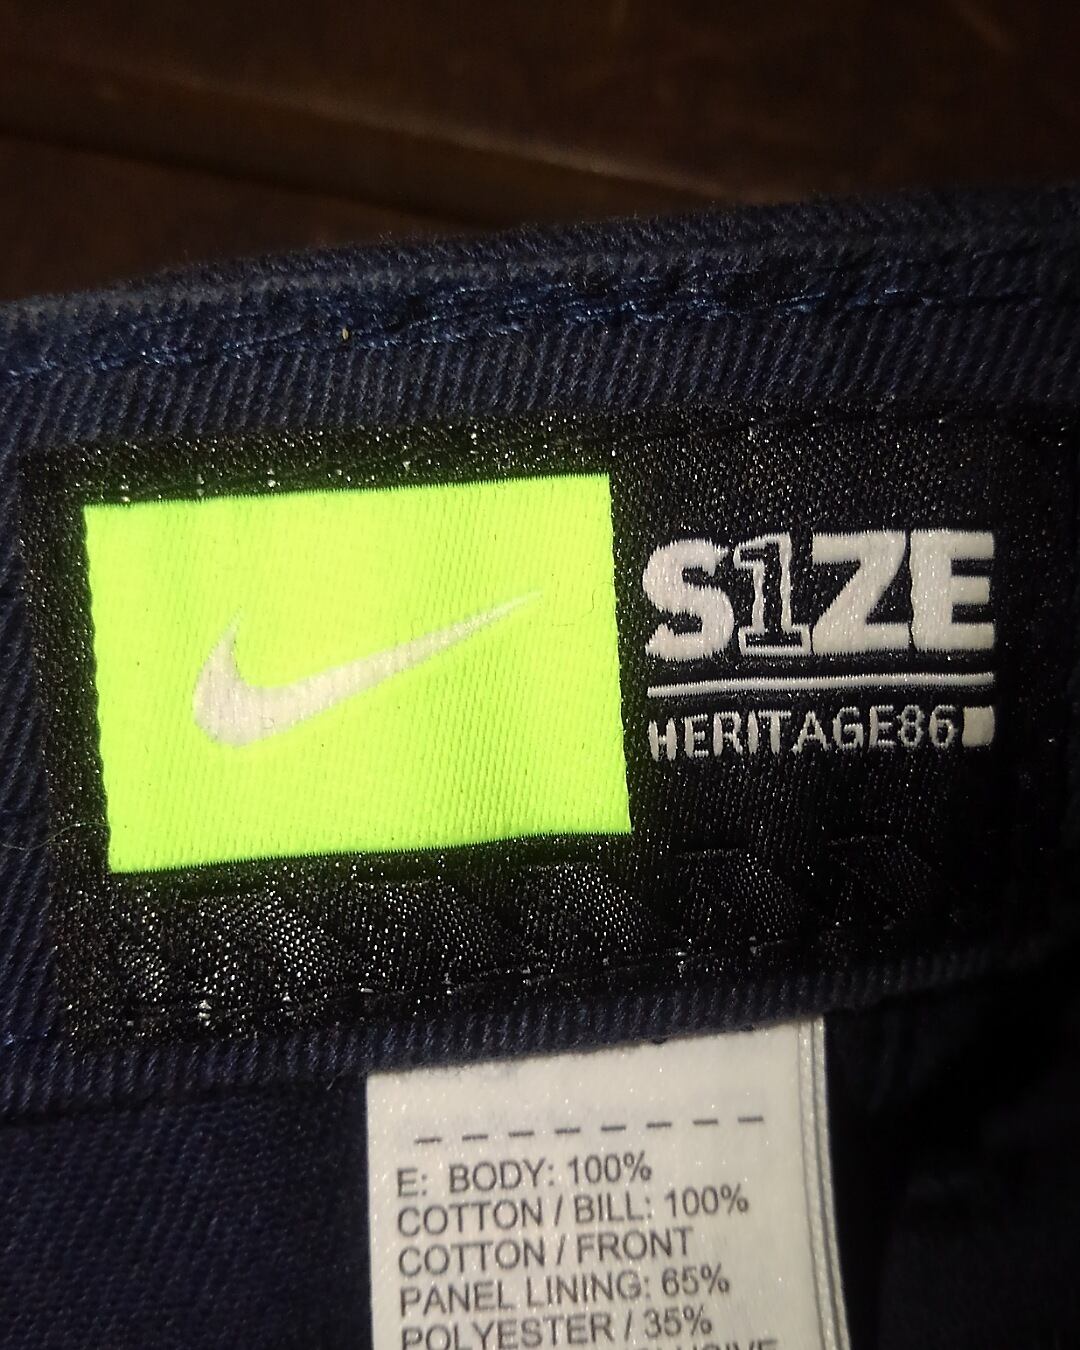 S1ZE
HERITAGE86
E: BODY: 100%
COTTON / BILL: 100%
COTTON / FRONT
PANEL LINING: 65%
POLYESTER / 35%